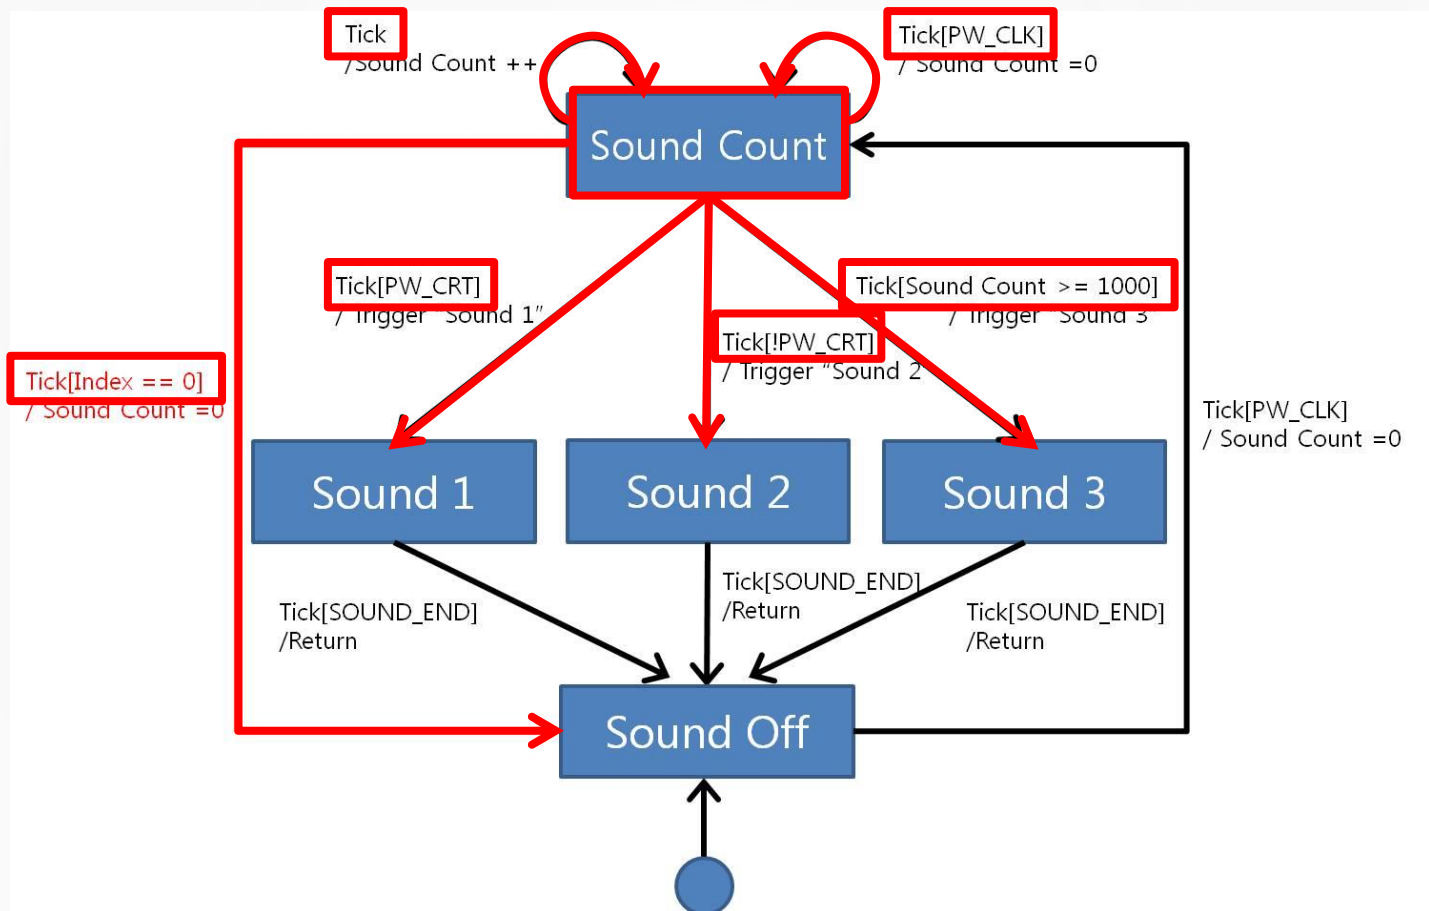 Tick
/Sound Count ++
Tick[PW_CLK]
/ Sound Count =0
Sound Count
Tick[PW_CRT]
/ Trigger "Sound 1"
Tick[Sound Count >= 1000]
/ Trigger "Sound 3"
Tick[!PW_CRT]
/ Trigger "Sound 2
Tick[Index == 0]
/ Sound Count =0
Tick[PW_CLK]
/ Sound Count =0
Sound 1
Sound 2
Sound 3
Tick[SOUND_END]
/Return
Tick[SOUND_END]
/Return
Tick[SOUND_END]
/Return
Sound Off